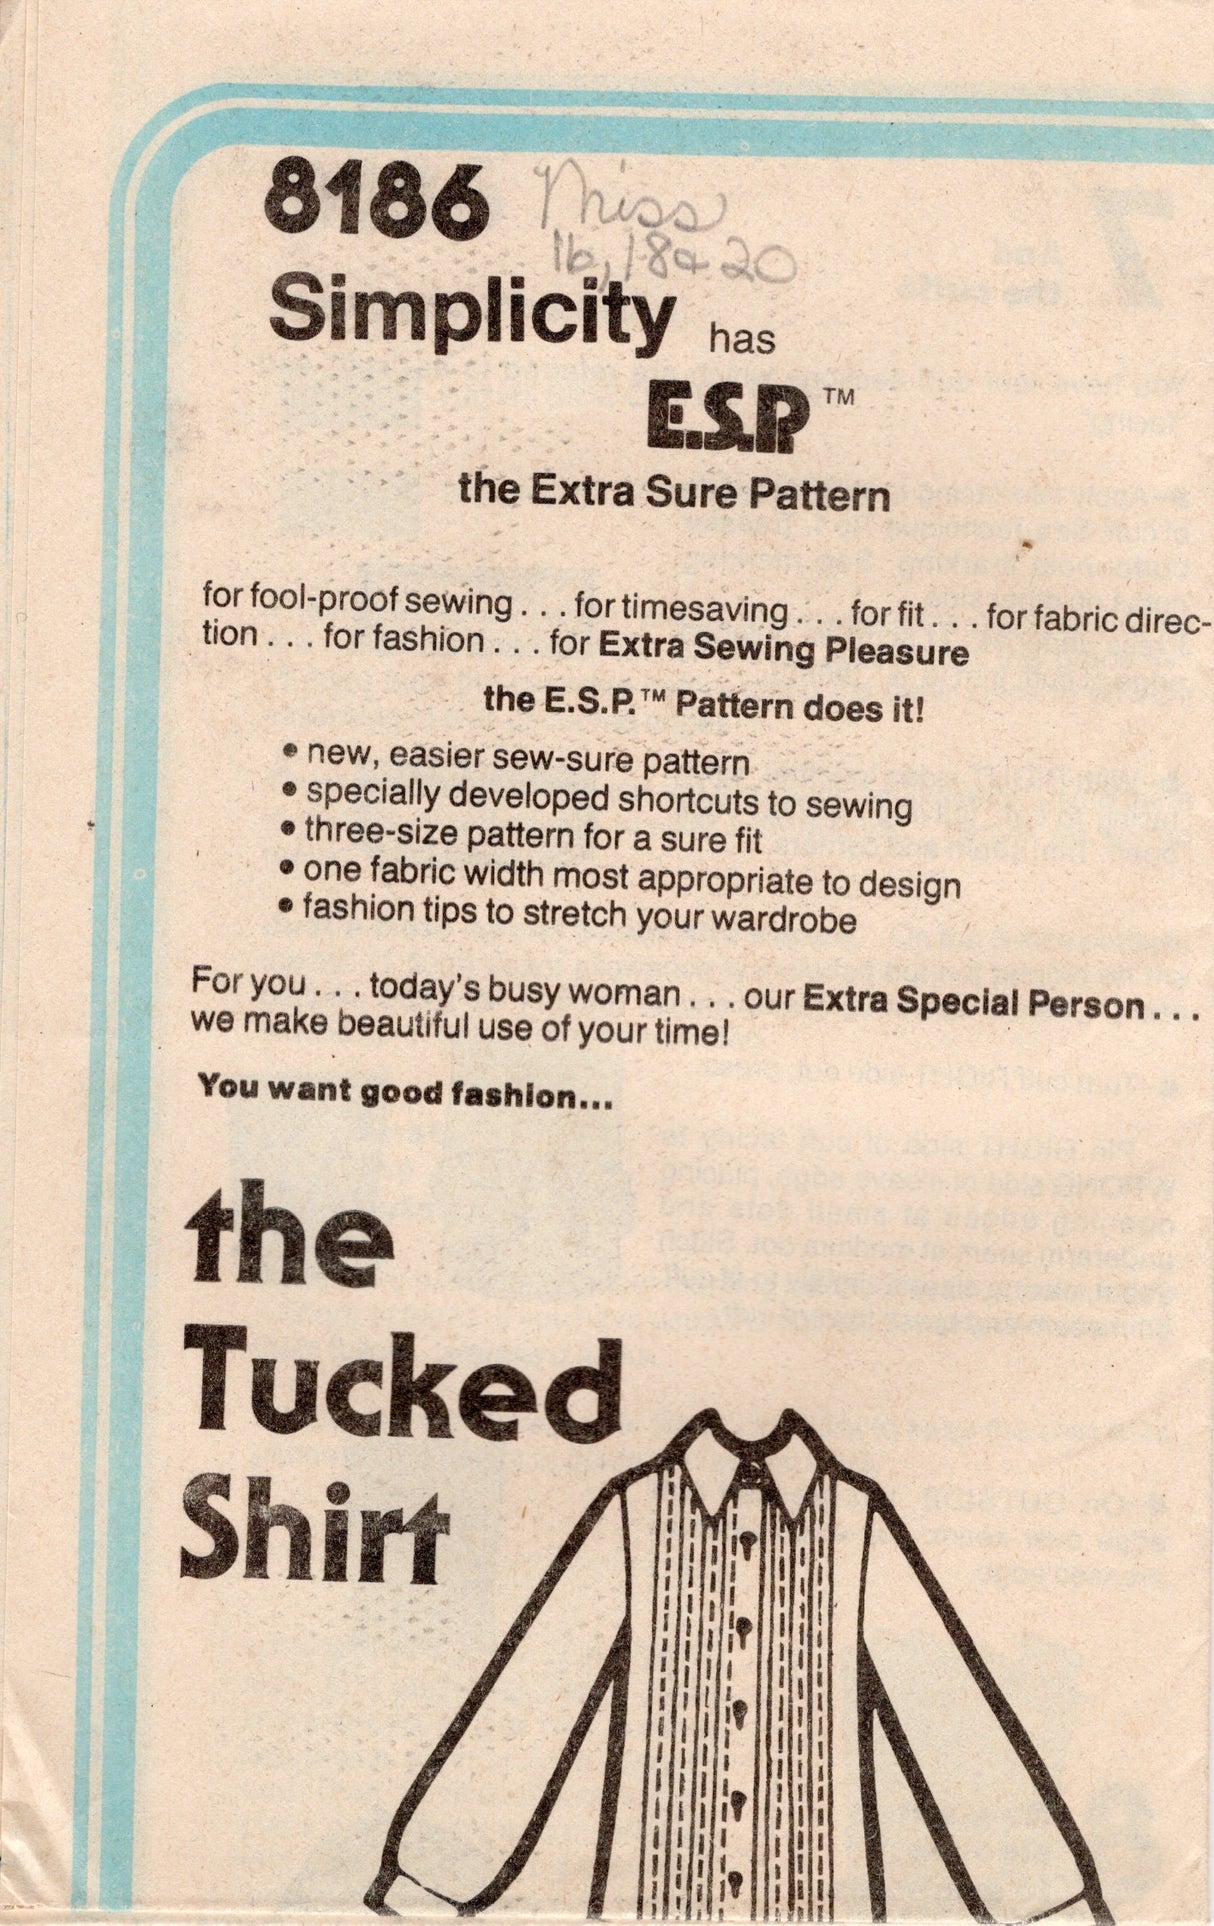 8186 Miss
16, 18 & 20
Simplicity has
E.S.P.™
the Extra Sure Pattern
for fool-proof sewing . . . for timesaving . . . for fit . . . for fabric direc-
tion . . . for fashion . . . for Extra Sewing Pleasure
the E.S.P.™ Pattern does it!
• new, easier sew-sure pattern
• specially developed shortcuts to sewing
• three-size pattern for a sure fit
• one fabric width most appropriate to design
• fashion tips to stretch your wardrobe
For you . . . today's busy woman . . . our Extra Special Person . . .
we make beautiful use of your time!
You want good fashion...
the
Tucked
Shirt